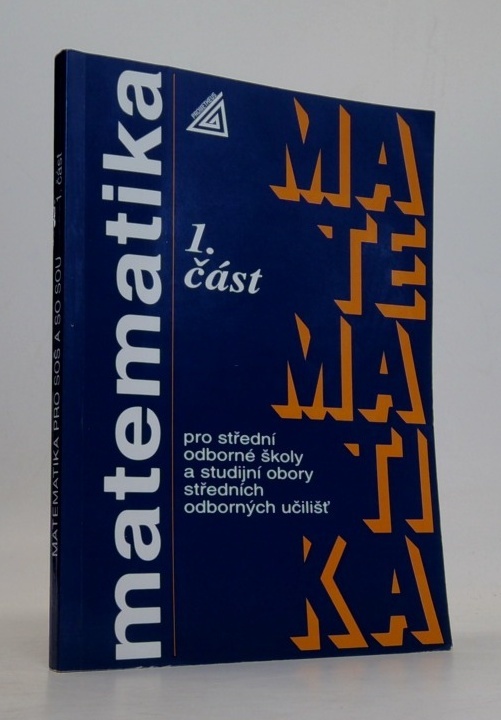 MATEMATIKA PRO SOŠ A SO SOU 1. část
matematika
PROMETHEUS
1.
část
pro střední
odborné školy
a studijní obory
středních
odborných učilišť
MA
TE
MA
TI
KA